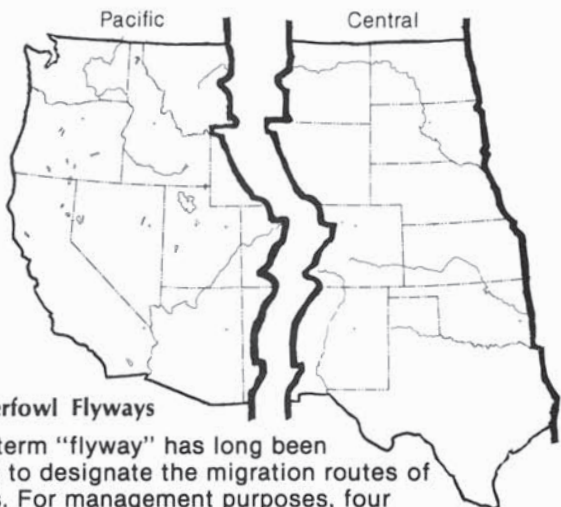 Pacific
Central
erfowl Flyways
term "flyway" has long been
to designate the migration routes of
. For management purposes, four